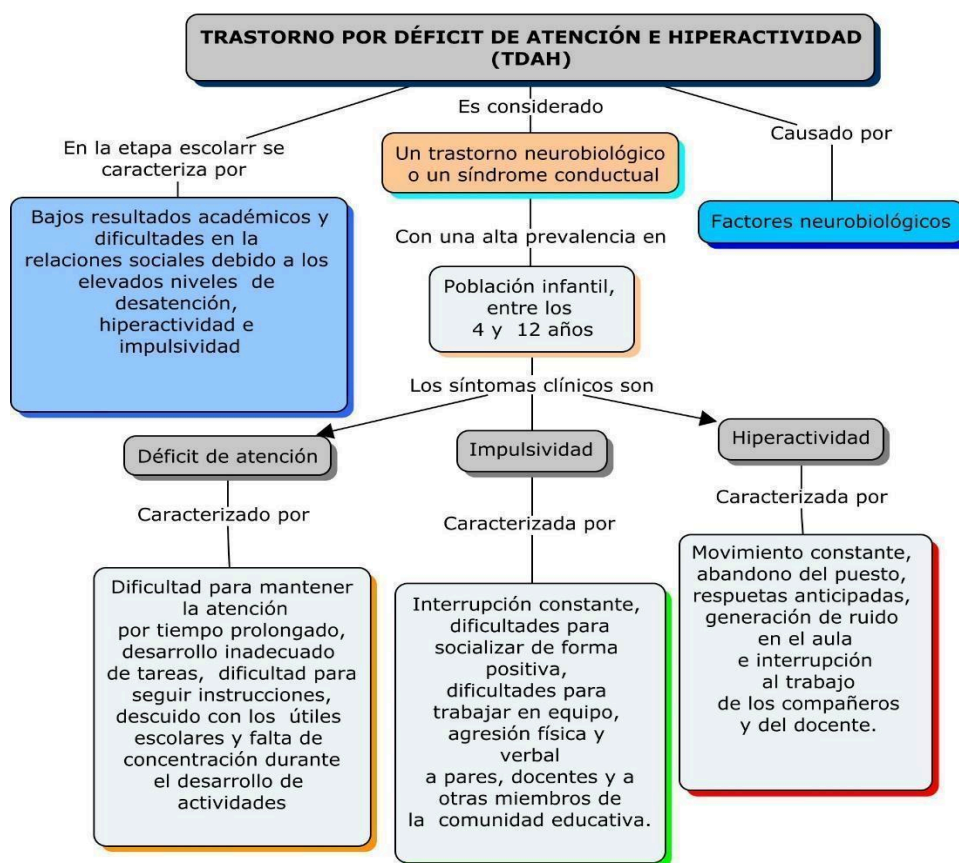 TRASTORNO POR DÉFICIT DE ATENCIÓN E HIPERACTIVIDAD
(TDAH)
En la etapa escolarr se
caracteriza por
Bajos resultados académicos y
dificultades en la
relaciones sociales debido a los
elevados niveles de
desatención,
hiperactividad e
impulsividad
Es considerado
Un trastorno neurobiológico
o un síndrome conductual
Causado por
Factores neurobiológicos
Con una alta prevalencia en
Población infantil,
entre los
4 y 12 años
Los síntomas clínicos son
Déficit de atención
Caracterizado por
Dificultad para mantener
la atención
por tiempo prolongado,
desarrollo inadecuado
de tareas, dificultad para
seguir instrucciones,
descuido con los útiles
escolares y falta de
concentración durante
el desarrollo de
actividades
Impulsividad
Caracterizada por
Interrupción constante,
dificultades para
socializar de forma
positiva,
dificultades para
trabajar en equipo,
agresión física y
verbal
a pares, docentes y a
otras miembros de
la comunidad educativa.
Hiperactividad
Caracterizada por
Movimiento constante,
abandono del puesto,
respuetas anticipadas,
generación de ruido
en el aula
e interrupción
al trabajo
de los compañeros
y del docente.